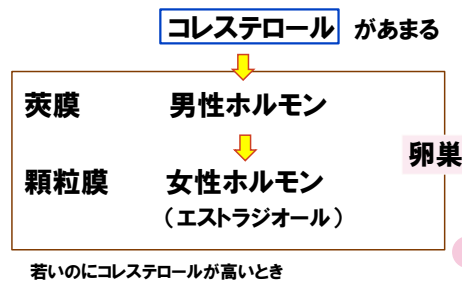 コレステロール があまる
莢膜 男性ホルモン
卵巣
顆粒膜 女性ホルモン
（エストラジオール）
若いのにコレステロールが高いとき